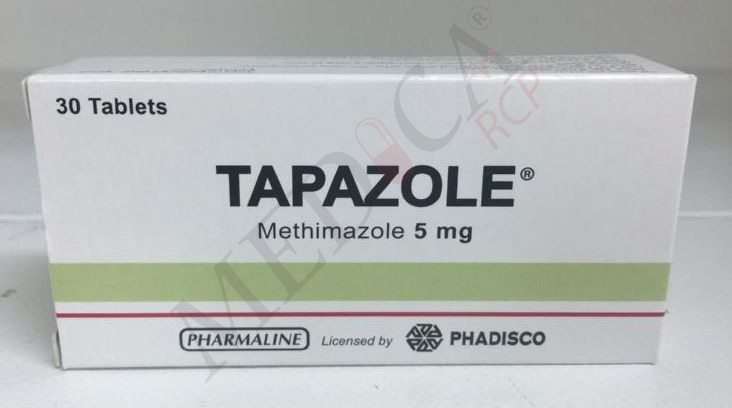 30 Tablets
TAPAZOLE®
Methimazole 5 mg
PHARMALINE Licensed by PHADISCO
MEDICA®
RCP